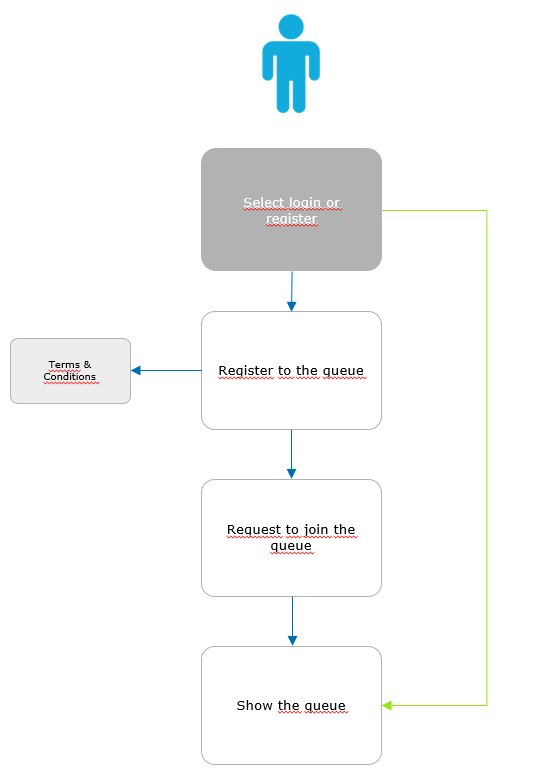 Select login or
register
Register to the queue
Terms &
Conditions
Request to join the
queue
Show the queue